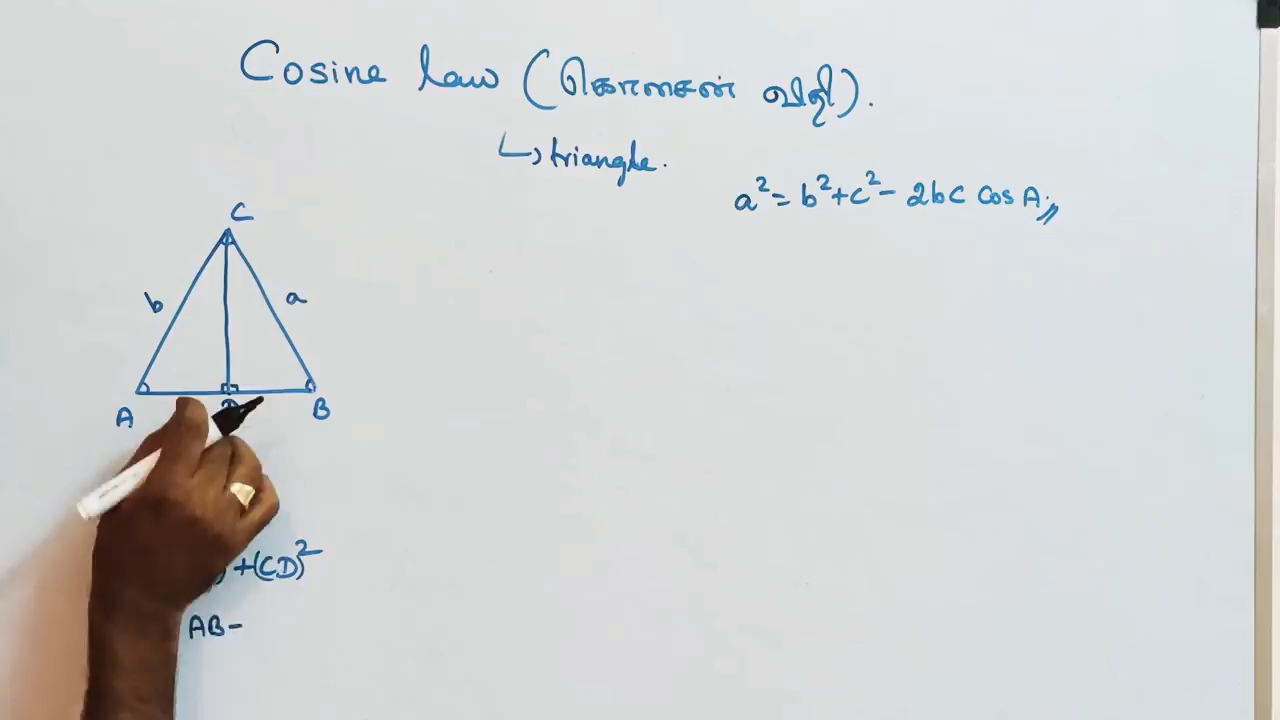 Cosine law (கொசைன் விதி).
↳ triangle.
a² = b² + c² - 2bc cos A.
C
b a
A B
+(CD)²
AB-